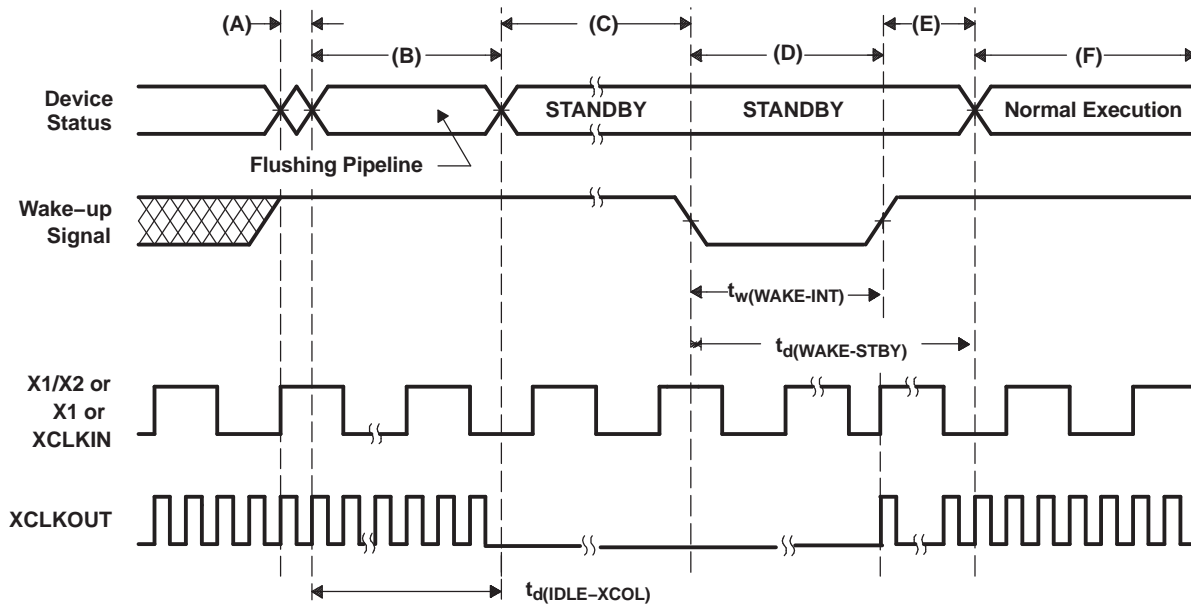 (A)
(C)
(E)
(B)
(D)
(F)
Device
Status
STANDBY
STANDBY
Normal Execution
Flushing Pipeline
Wake–up
Signal
tw(WAKE-INT)
td(WAKE-STBY)
X1/X2 or
X1 or
XCLKIN
XCLKOUT
td(IDLE–XCOL)